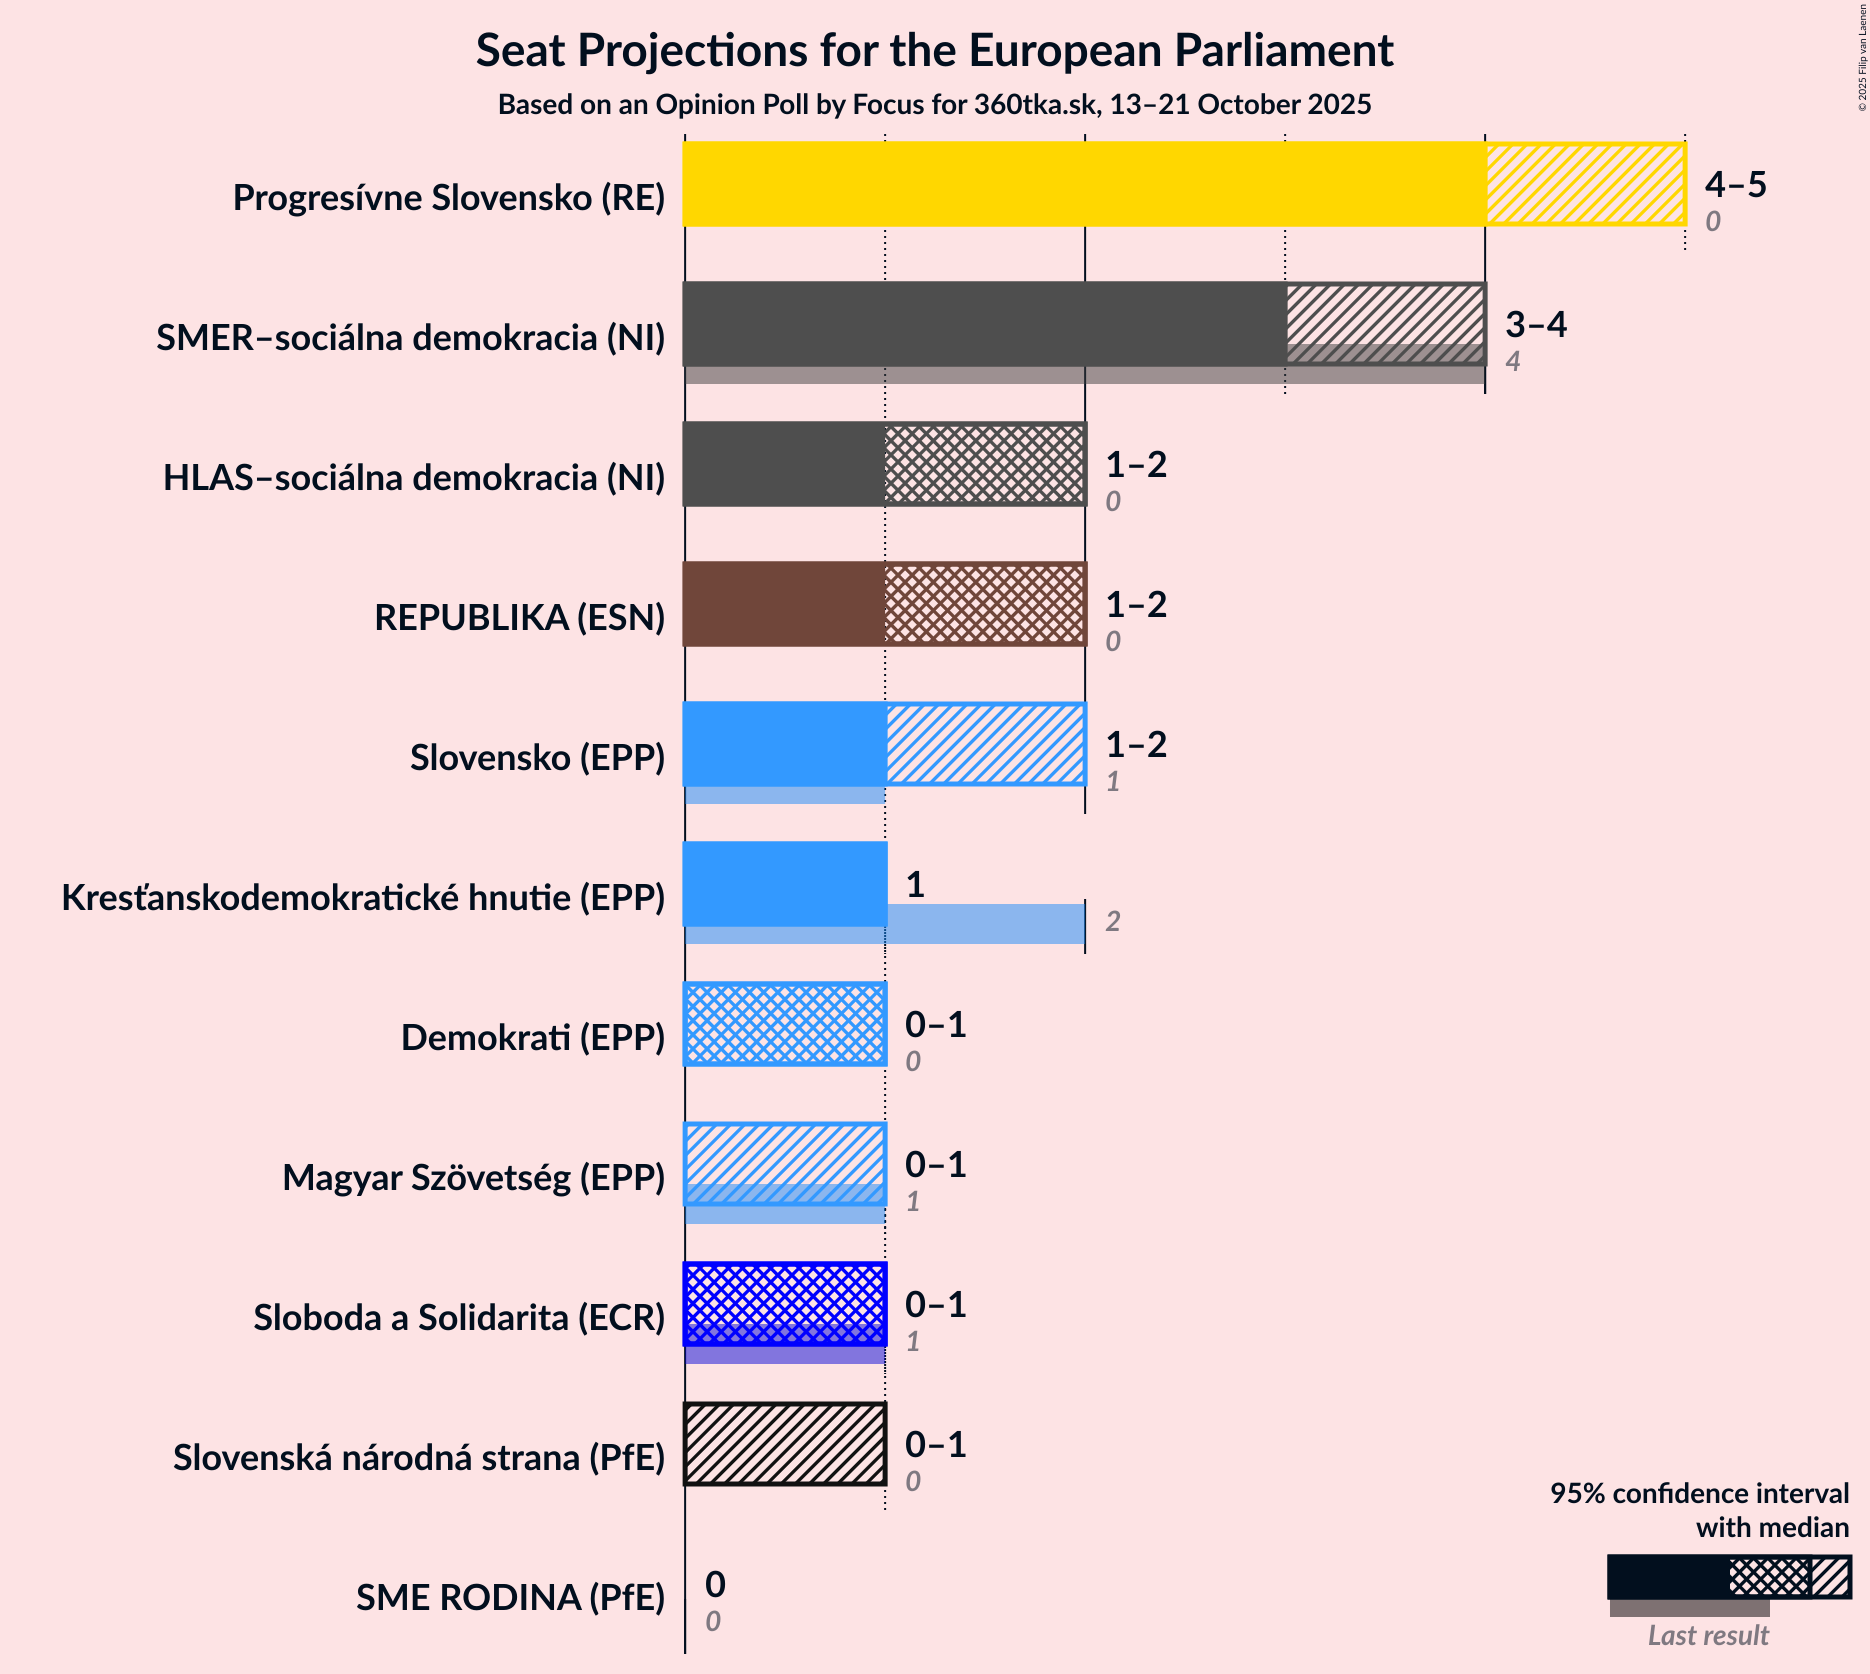 Seat Projections for the European Parliament
Based on an Opinion Poll by Focus for 360tka.sk, 13–21 October 2025
© 2025 Filip van Laenen
Progresívne Slovensko (RE)
4–5
0
SMER–sociálna demokracia (NI)
3–4
4
HLAS–sociálna demokracia (NI)
1–2
0
REPUBLIKA (ESN)
1–2
0
Slovensko (EPP)
1–2
1
Kresťanskodemokratické hnutie (EPP)
1
2
Demokrati (EPP)
0–1
0
Magyar Szövetség (EPP)
0–1
1
Sloboda a Solidarita (ECR)
0–1
1
Slovenská národná strana (PfE)
0–1
0
SME RODINA (PfE)
0
0
95% confidence interval
with median
Last result